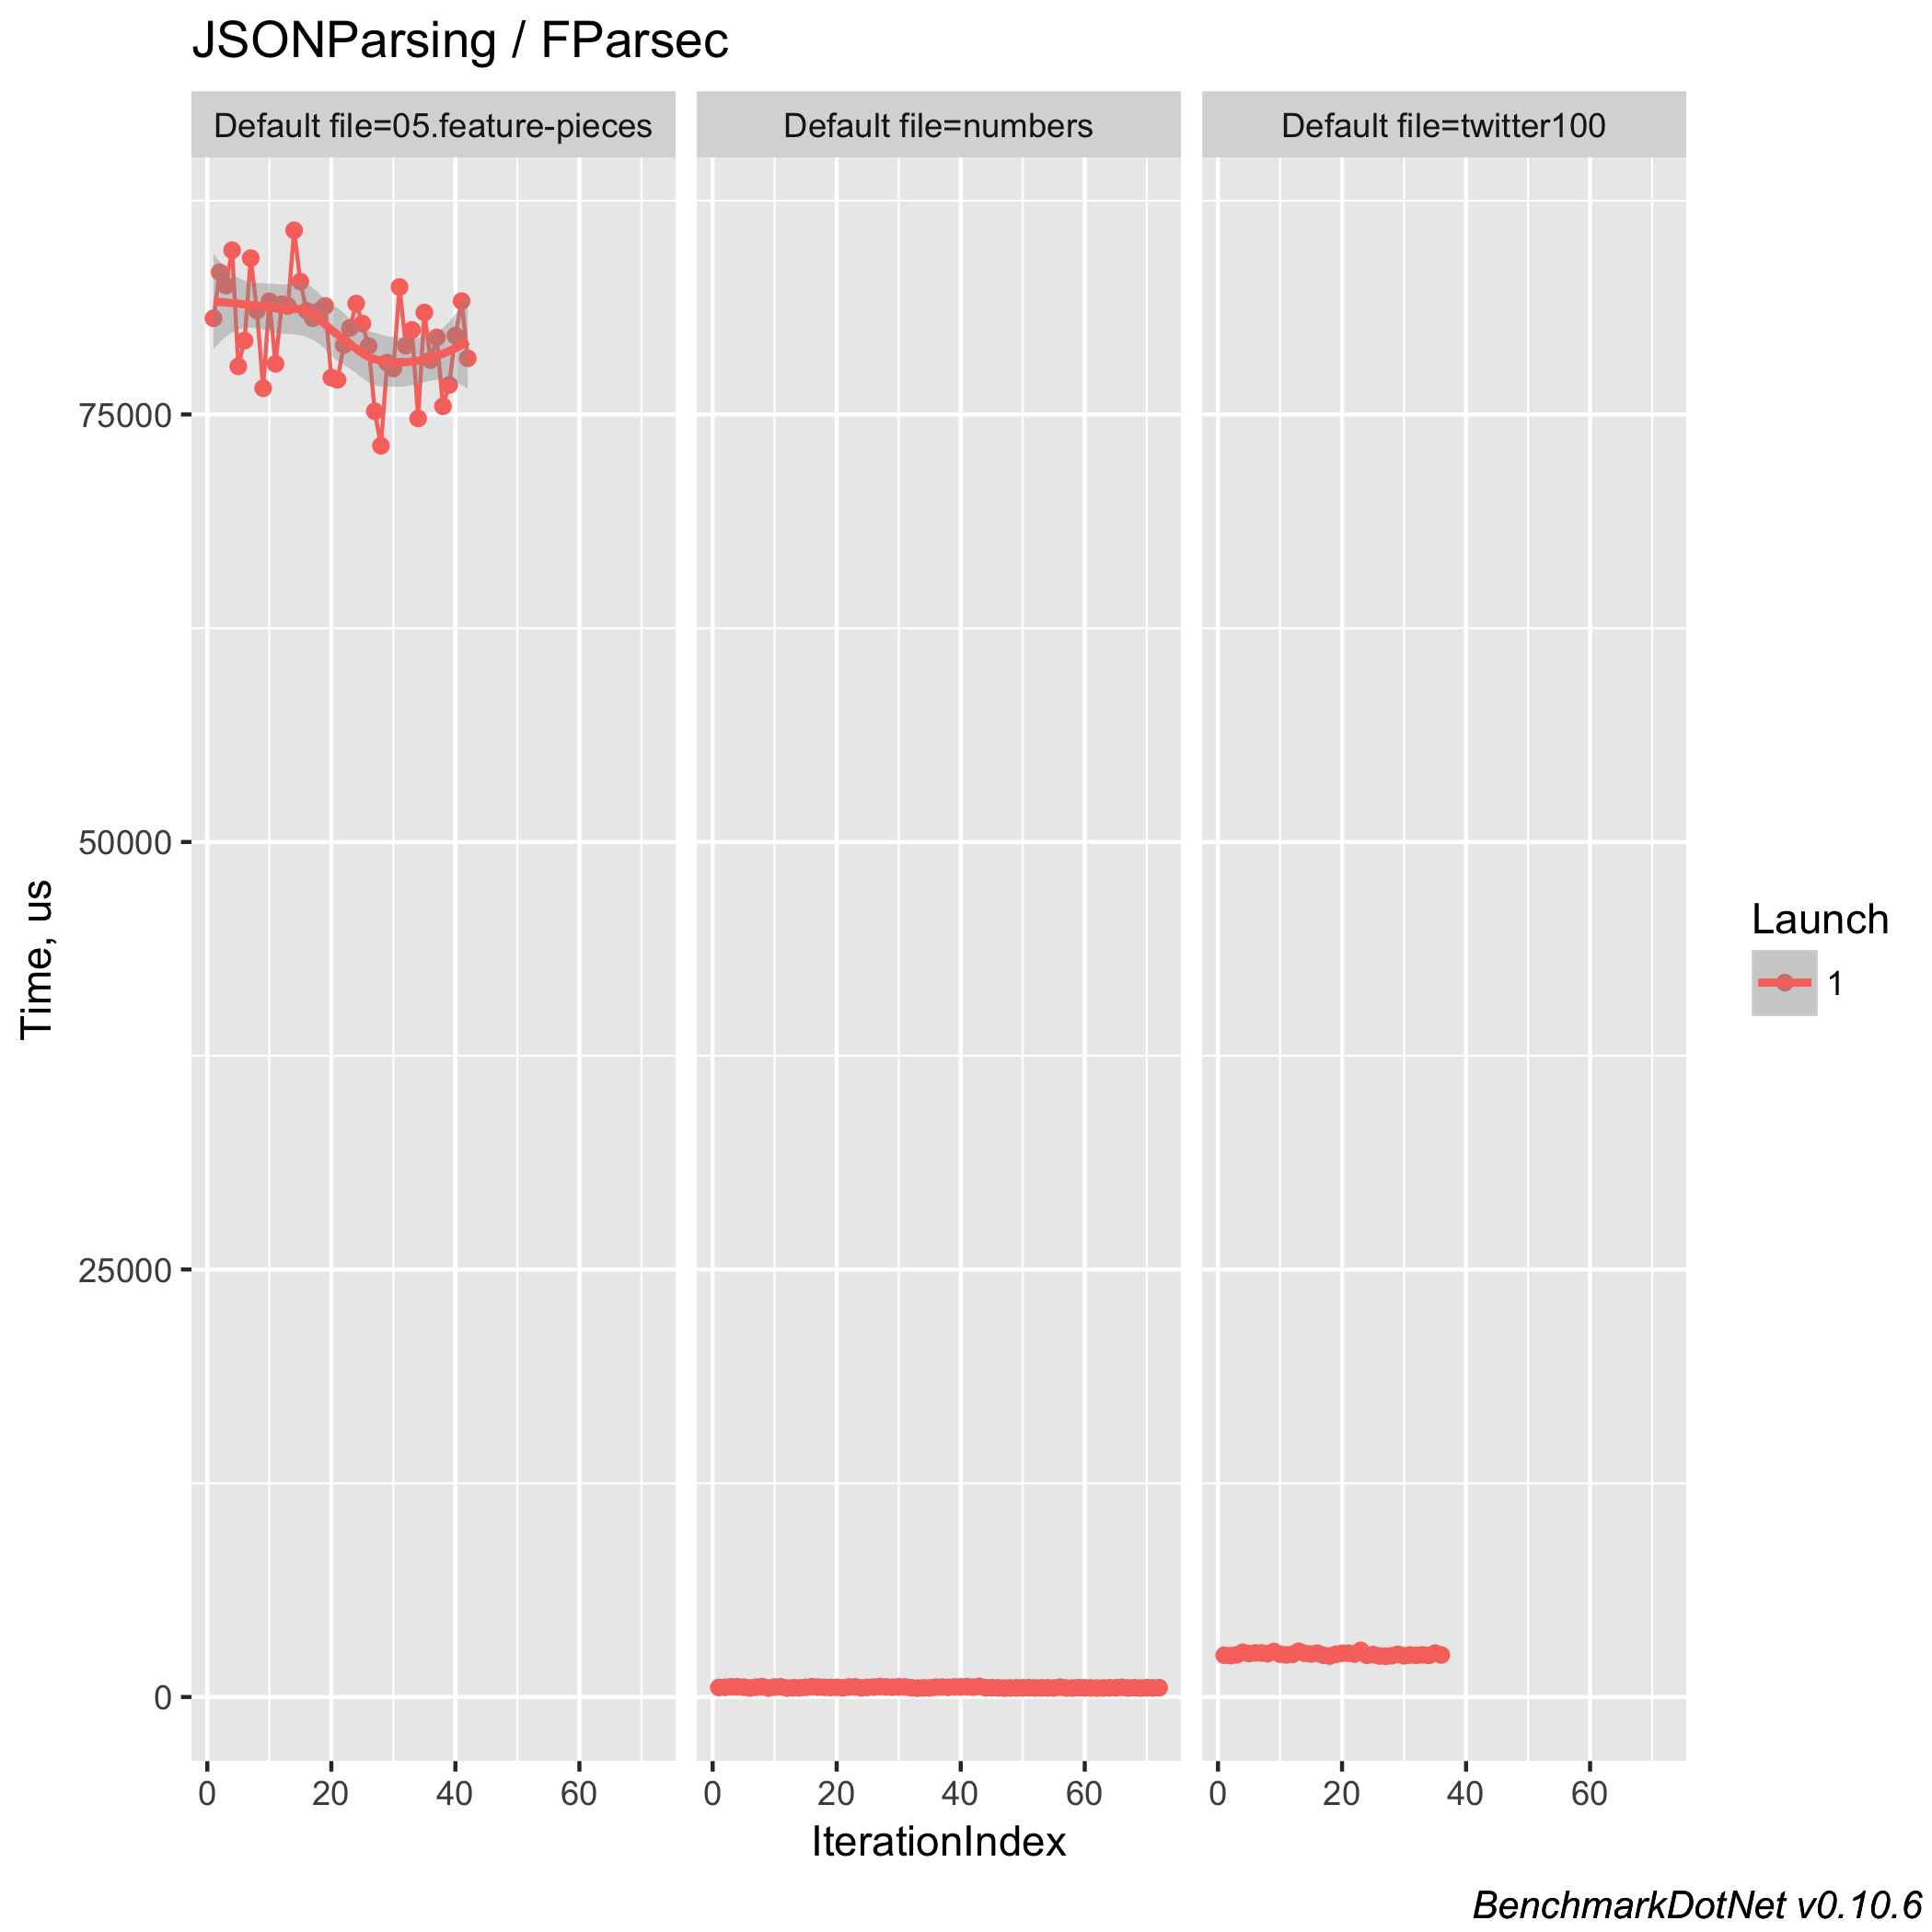 JSONParsing / FParsec
Default file=05.feature-pieces
Default file=numbers
Default file=twitter100
75000
50000
25000
0
Time, us
0 20 40 60
0 20 40 60
0 20 40 60
IterationIndex
Launch
1
BenchmarkDotNet v0.10.6